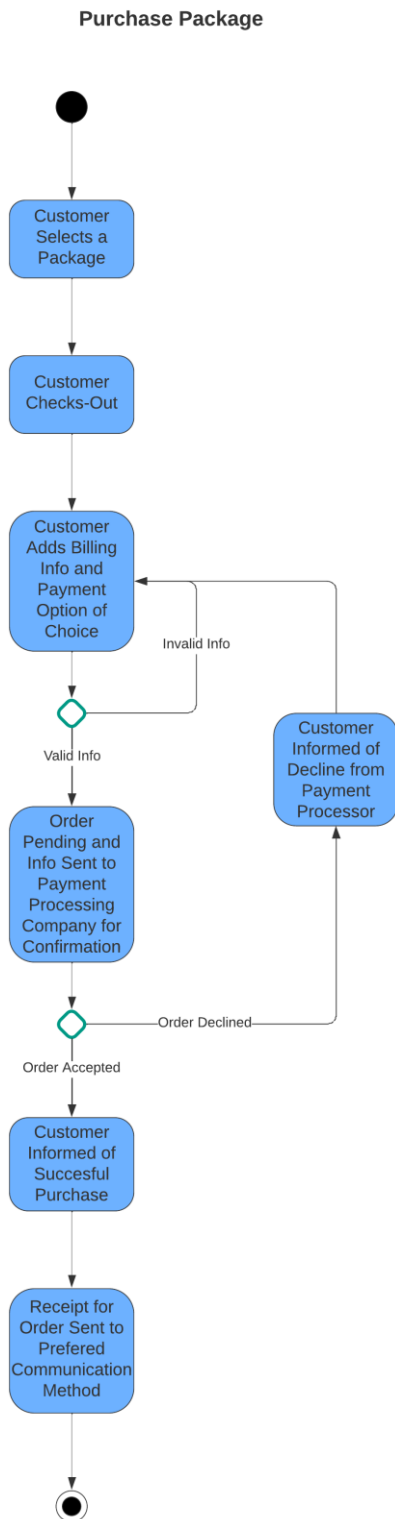 Purchase Package
Customer
Selects a
Package
Customer
Checks-Out
Customer
Adds Billing
Info and
Payment
Option of
Choice
Invalid Info
Valid Info
Customer
Informed of
Decline from
Payment
Processor
Order
Pending and
Info Sent to
Payment
Processing
Company for
Confirmation
Order Declined
Order Accepted
Customer
Informed of
Succesful
Purchase
Receipt for
Order Sent to
Prefered
Communication
Method